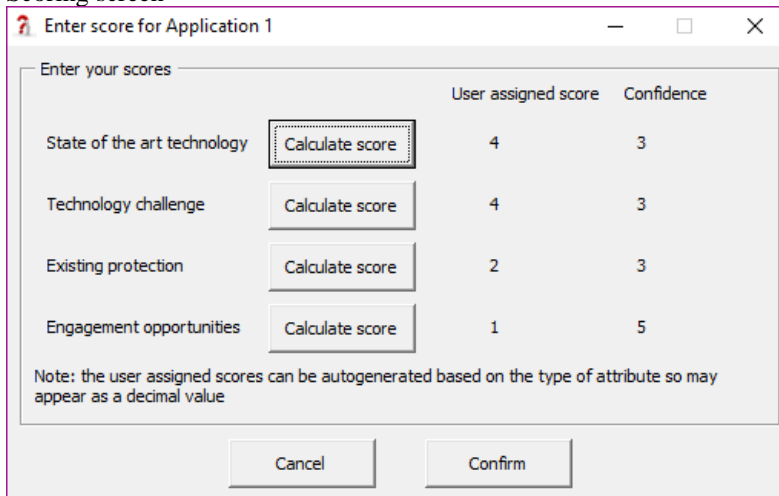 Scoring screen
Enter score for Application 1
Enter your scores
User assigned score Confidence
State of the art technology Calculate score 4 3
Technology challenge Calculate score 4 3
Existing protection Calculate score 2 3
Engagement opportunities Calculate score 1 5
Note: the user assigned scores can be autogenerated based on the type of attribute so may
appear as a decimal value
Cancel Confirm